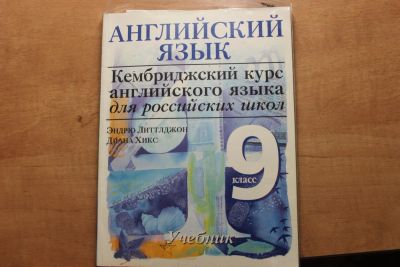 АНГЛИЙСКИЙ
ЯЗЫК
Кембриджский курс
английского языка
для российских школ
ЭНДРЮ ЛИТТЛДЖОН
ДИАНА ХИКС
9
класс
Учебник